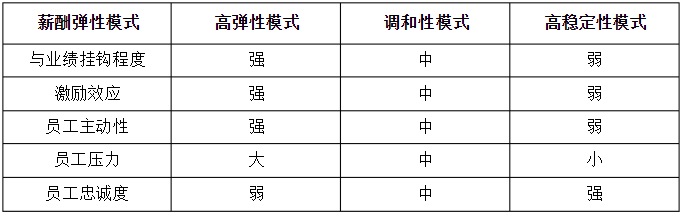 薪酬弹性模式 高弹性模式 调和性模式 高稳定性模式
与业绩挂钩程度 强 中 弱
激励效应 强 中 弱
员工主动性 强 中 弱
员工压力 大 中 小
员工忠诚度 弱 中 强